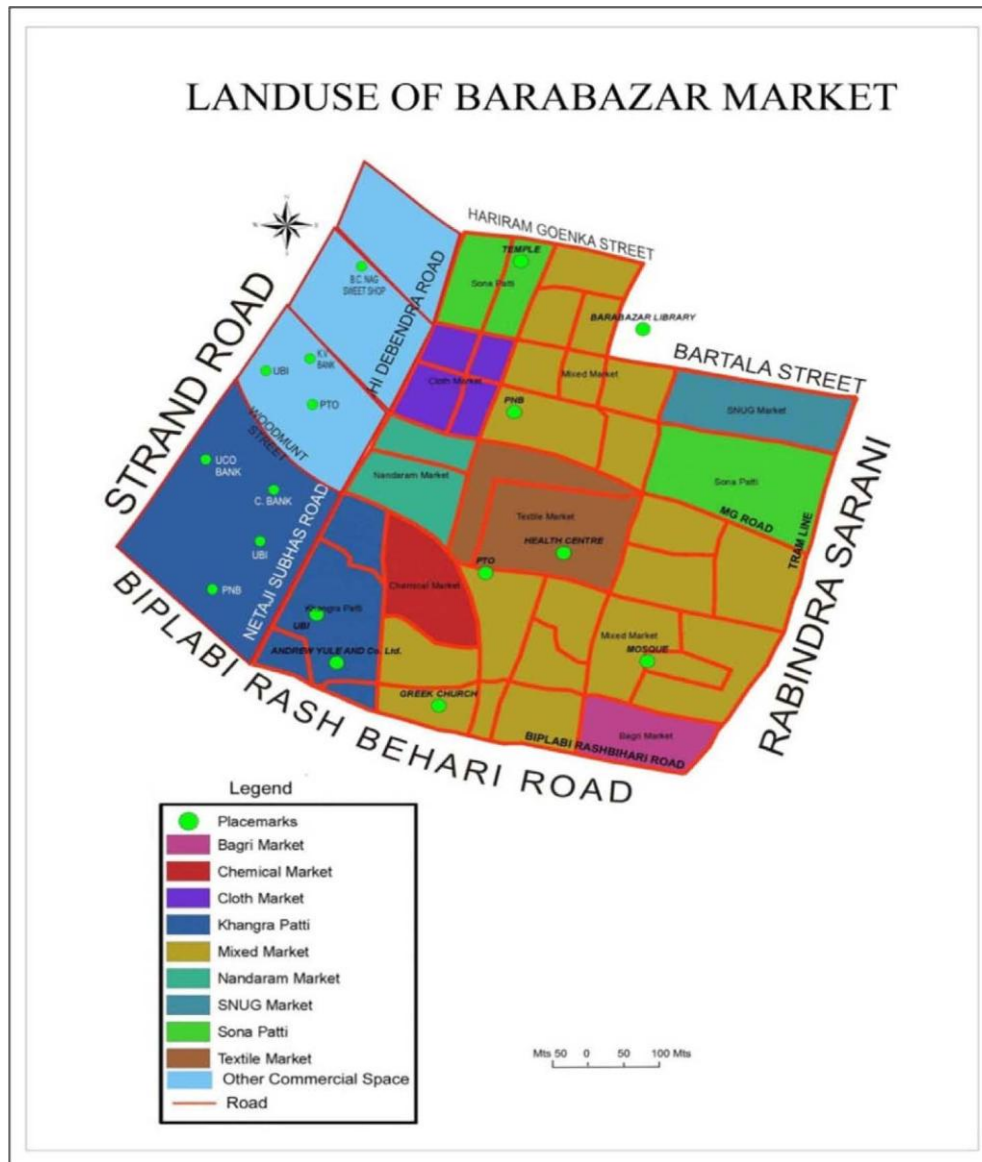 LANDUSE OF BARABAZAR MARKET
HARIRAM GOENKA STREET
TEMPLE
Sona Patti
B.C. NAG
SWEET SHOP
HI DEBENDRA ROAD
BARABAZAR LIBRARY
STRAND ROAD
BARTALA STREET
K.V
BANK
UBI
Cloth Market
Mixed Market
PTO
PNB
SNUG Market
WOODMUNT
STREET
UCO
BANK
C. BANK
Nandaram Market
Sona Patti
MG ROAD
TRAM LINE
RABINDRA SARANI
NETAJI SUBHAS ROAD
Textile Market
HEALTH CENTRE
UBI
PTO
PNB
Chemical Market
Khangra Patti
UBI
Mixed Market
MOSQUE
ANDREW YULE AND Co. Ltd.
GREEK CHURCH
Bagri Market
BIPLABI RASHBIHARI ROAD
BIPLABI RASH BEHARI ROAD
Legend
Placemarks
Bagri Market
Chemical Market
Cloth Market
Khangra Patti
Mixed Market
Nandaram Market
SNUG Market
Sona Patti
Textile Market
Other Commercial Space
Road
Mts 50 0 50 100 Mts